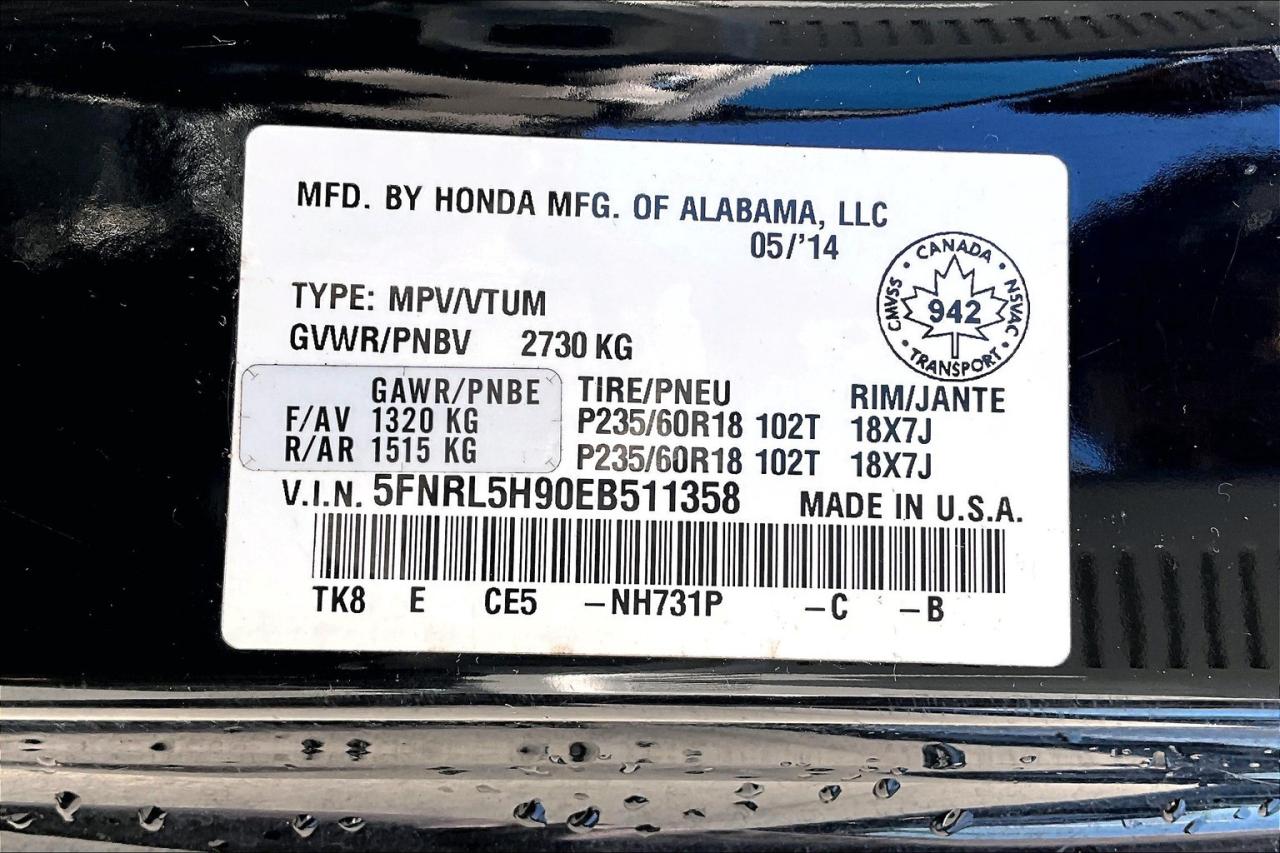 MFD. BY HONDA MFG. OF ALABAMA, LLC
05/'14
CANADA
CMVSS 942 NSVAC
TRANSPORT
TYPE: MPV/VTUM
GVWR/PNBV 2730 KG
GAWR/PNBE TIRE/PNEU RIM/JANTE
F/AV 1320 KG P235/60R18 102T 18X7J
R/AR 1515 KG P235/60R18 102T 18X7J
V.I.N. 5FNRL5H90EB511358 MADE IN U.S.A.
TK8 E CE5 -NH731P -C -B